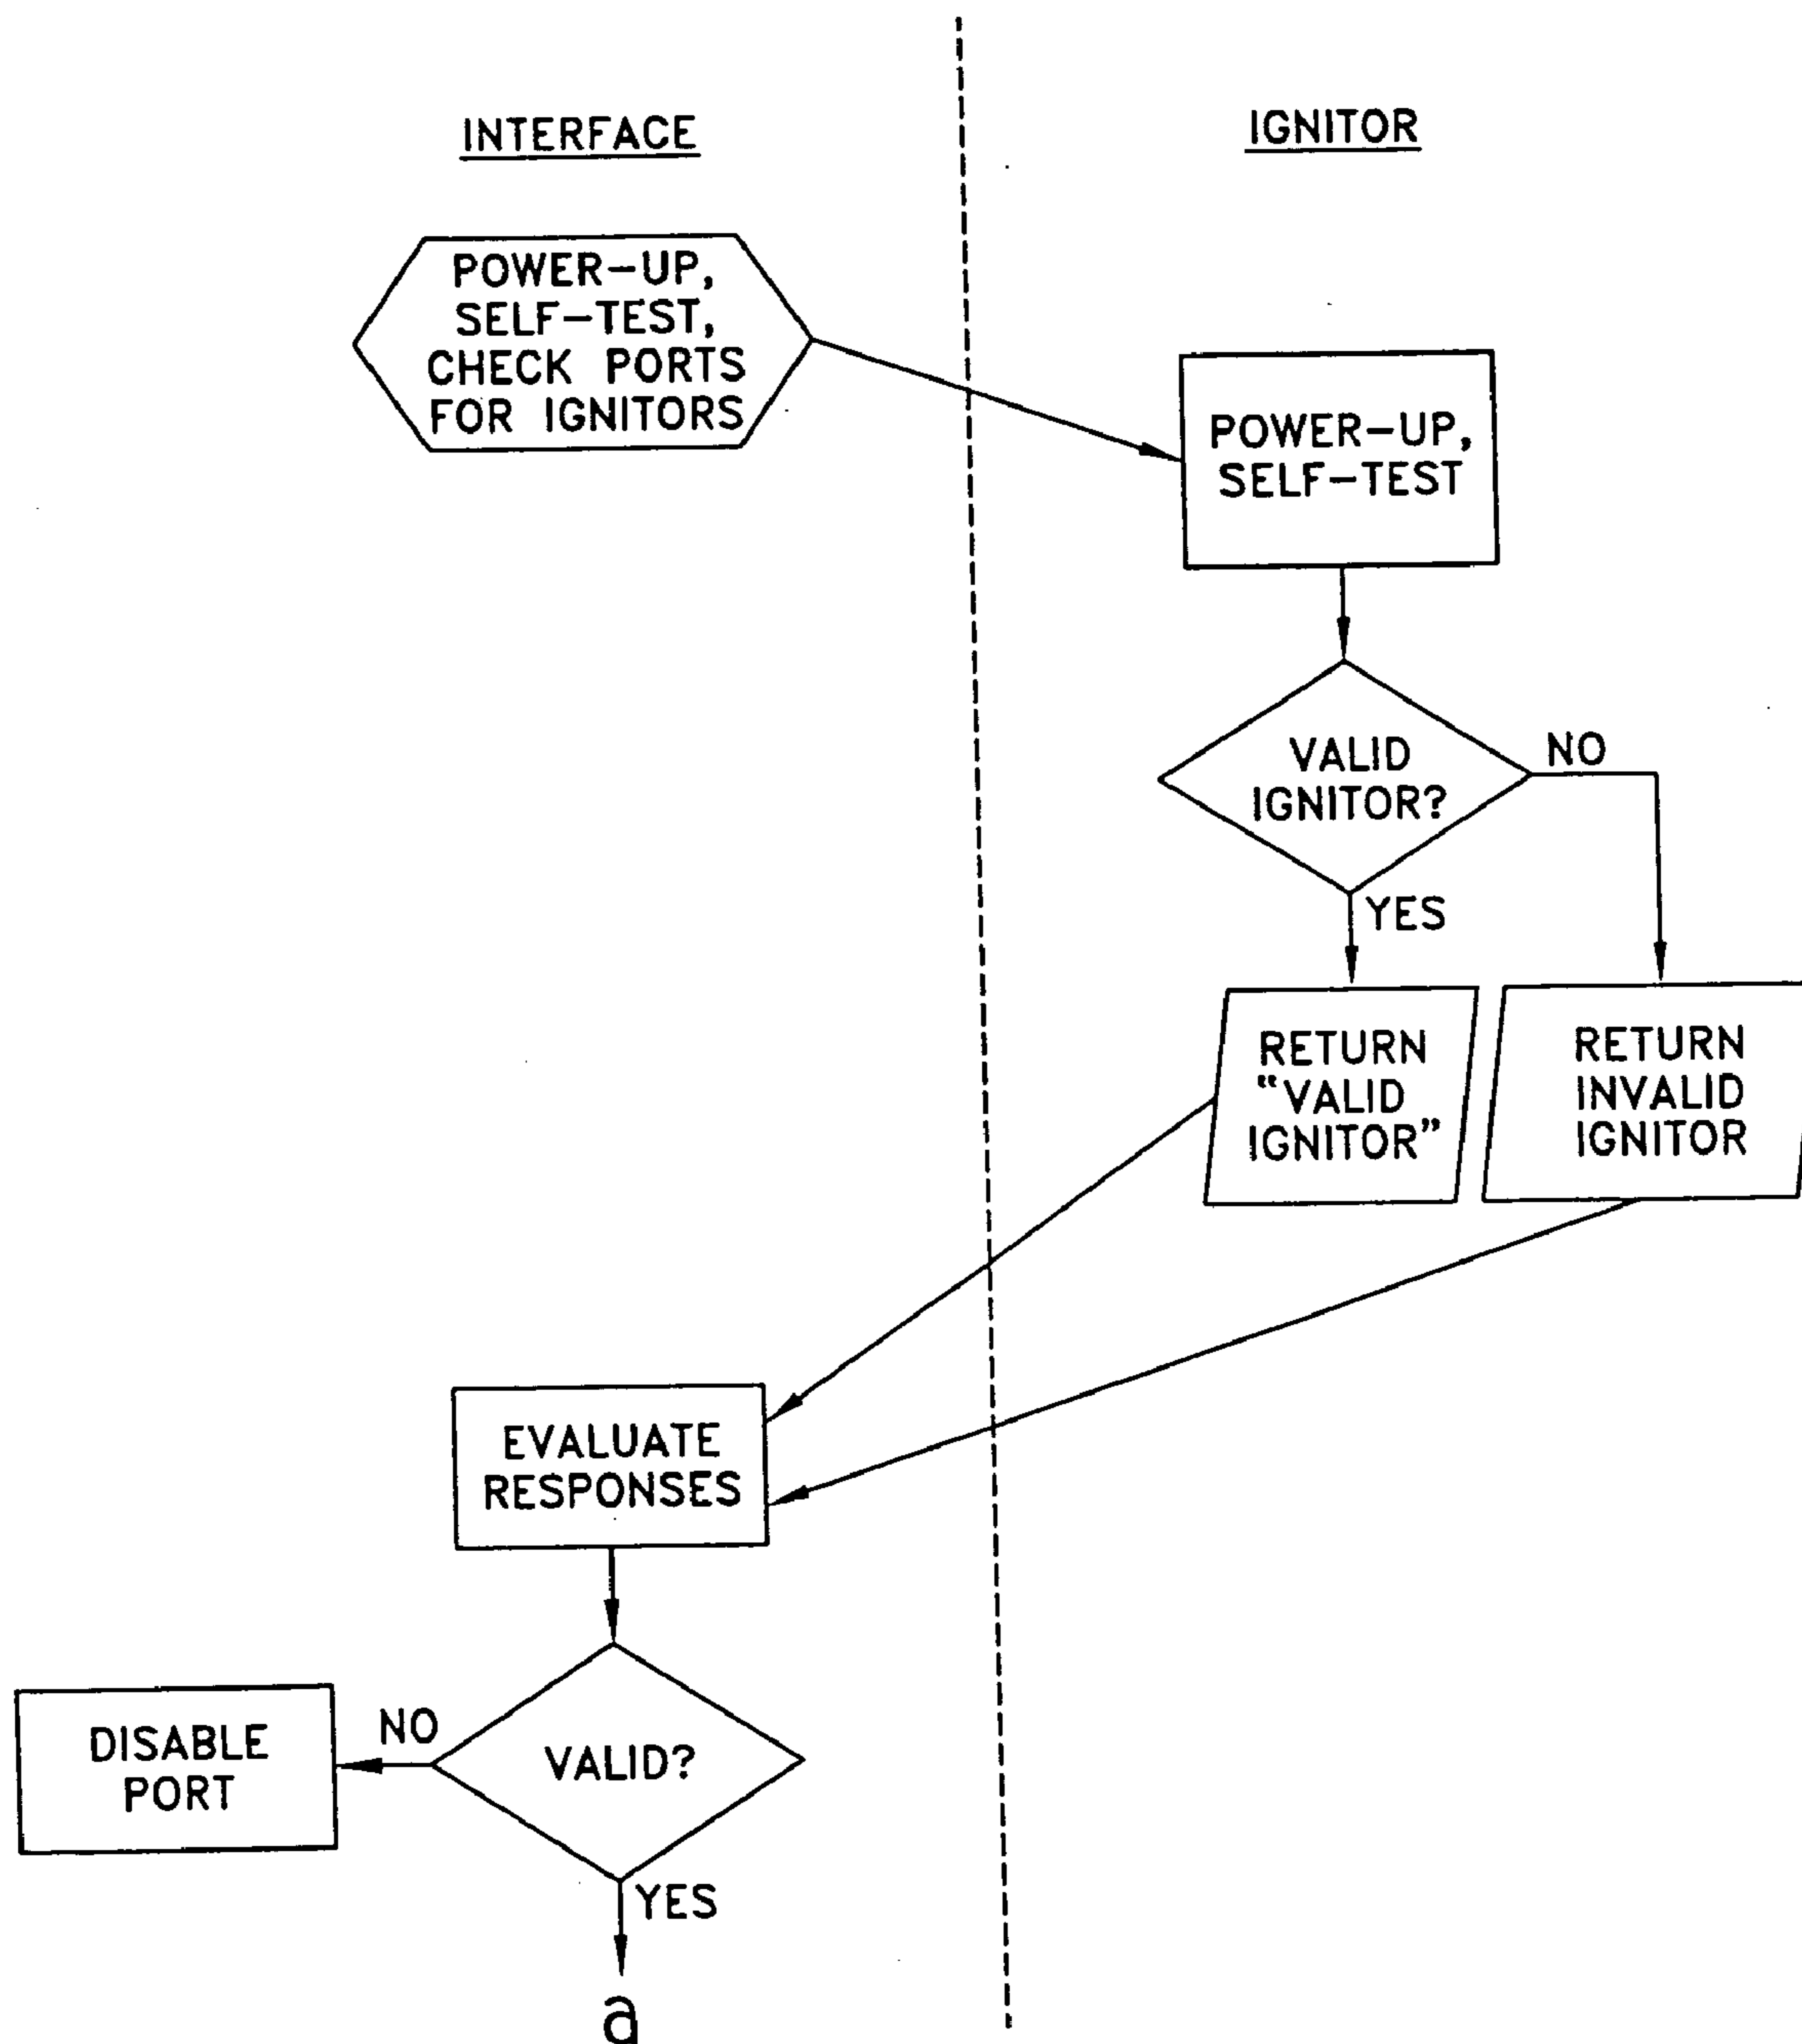 INTERFACE
IGNITOR
POWER-UP,
SELF-TEST,
CHECK PORTS
FOR IGNITORS
POWER-UP,
SELF-TEST
VALID
IGNITOR?
NO
YES
RETURN
"VALID
IGNITOR"
RETURN
INVALID
IGNITOR
EVALUATE
RESPONSES
VALID?
NO
DISABLE
PORT
YES
a